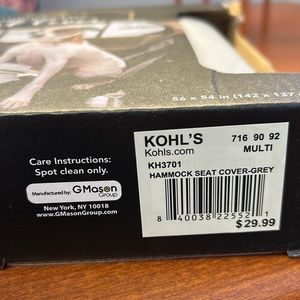 56 x 54 in (142 x 137
KOHL'S 716 90 92
Kohls.com MULTI
KH3701
HAMMOCK SEAT COVER-GREY
8 40038 22552 1
$29.99
Care Instructions:
Spot clean only.
Manufactured by: GMason
Group
New York, NY 10018
www.GMasonGroup.com